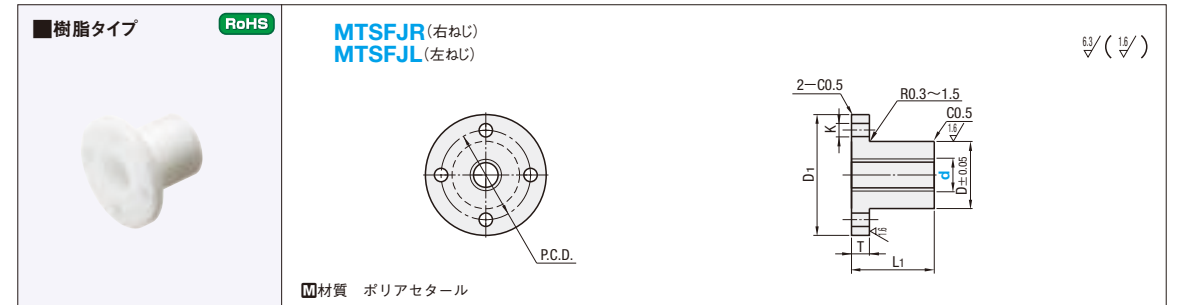 ■樹脂タイプ
RoHS
MTSFJR(右ねじ)
MTSFJL(左ねじ)
6.3 ( 1.6 )
2−C0.5
R0.3〜1.5
C0.5
1.6
K
D1
d
D±0.05
1.6
T
L1
P.C.D.
M材質 ポリアセタール